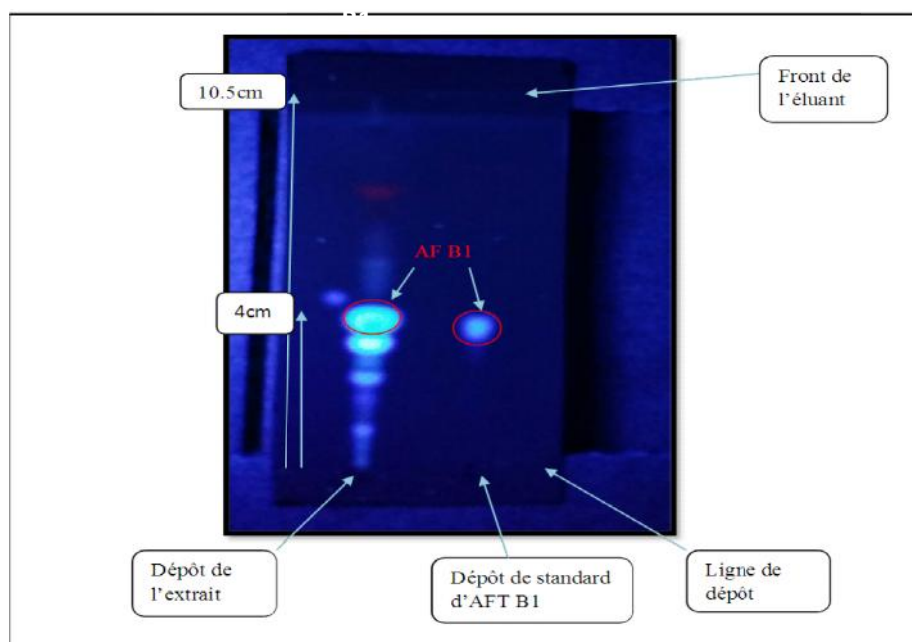 10.5cm
Front de
l'éluant
AF B1
4cm
Dépôt de
l'extrait
Dépôt de standard
d'AFT B1
Ligne de
dépôt